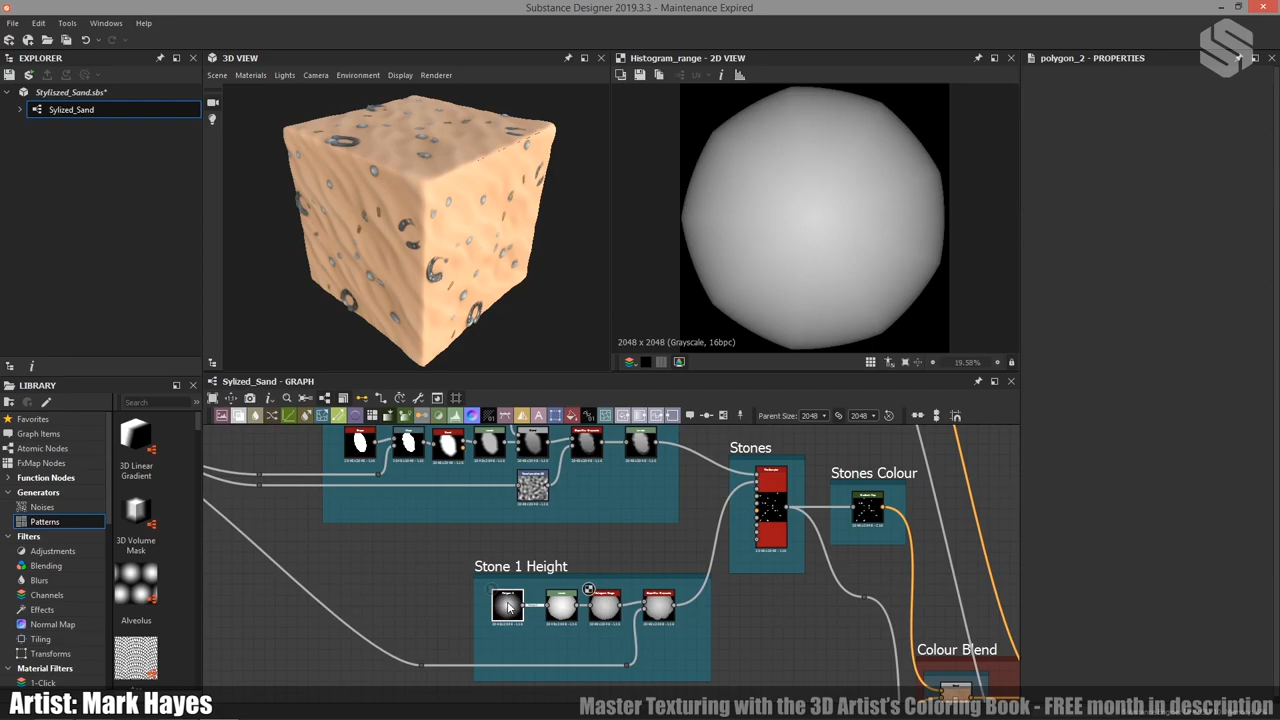 Substance Designer 2019.3.3 - Maintenance Expired
File Edit Tools Windows Help
EXPLORER
Styliszed_Sand.sbs*
Sylized_Sand
3D VIEW
Scene Materials Lights Camera Environment Display Renderer
Histogram_range - 2D VIEW
2048 x 2048 (Grayscale, 16bpc)
19.58%
polygon_2 - PROPERTIES
LIBRARY
Search
Favorites
Graph Items
Atomic Nodes
FxMap Nodes
Function Nodes
Generators
Noises
Patterns
Filters
Adjustments
Blending
Blurs
Channels
Effects
Normal Map
Tiling
Transforms
Material Filters
1-Click
3D Linear
Gradient
3D Volume
Mask
Alveolus
Sylized_Sand - GRAPH
Parent Size: 2048 2048
Stones
Stones Colour
Stone 1 Height
Colour Blend
Artist: Mark Hayes
Master Texturing with the 3D Artist's Coloring Book - FREE month in description